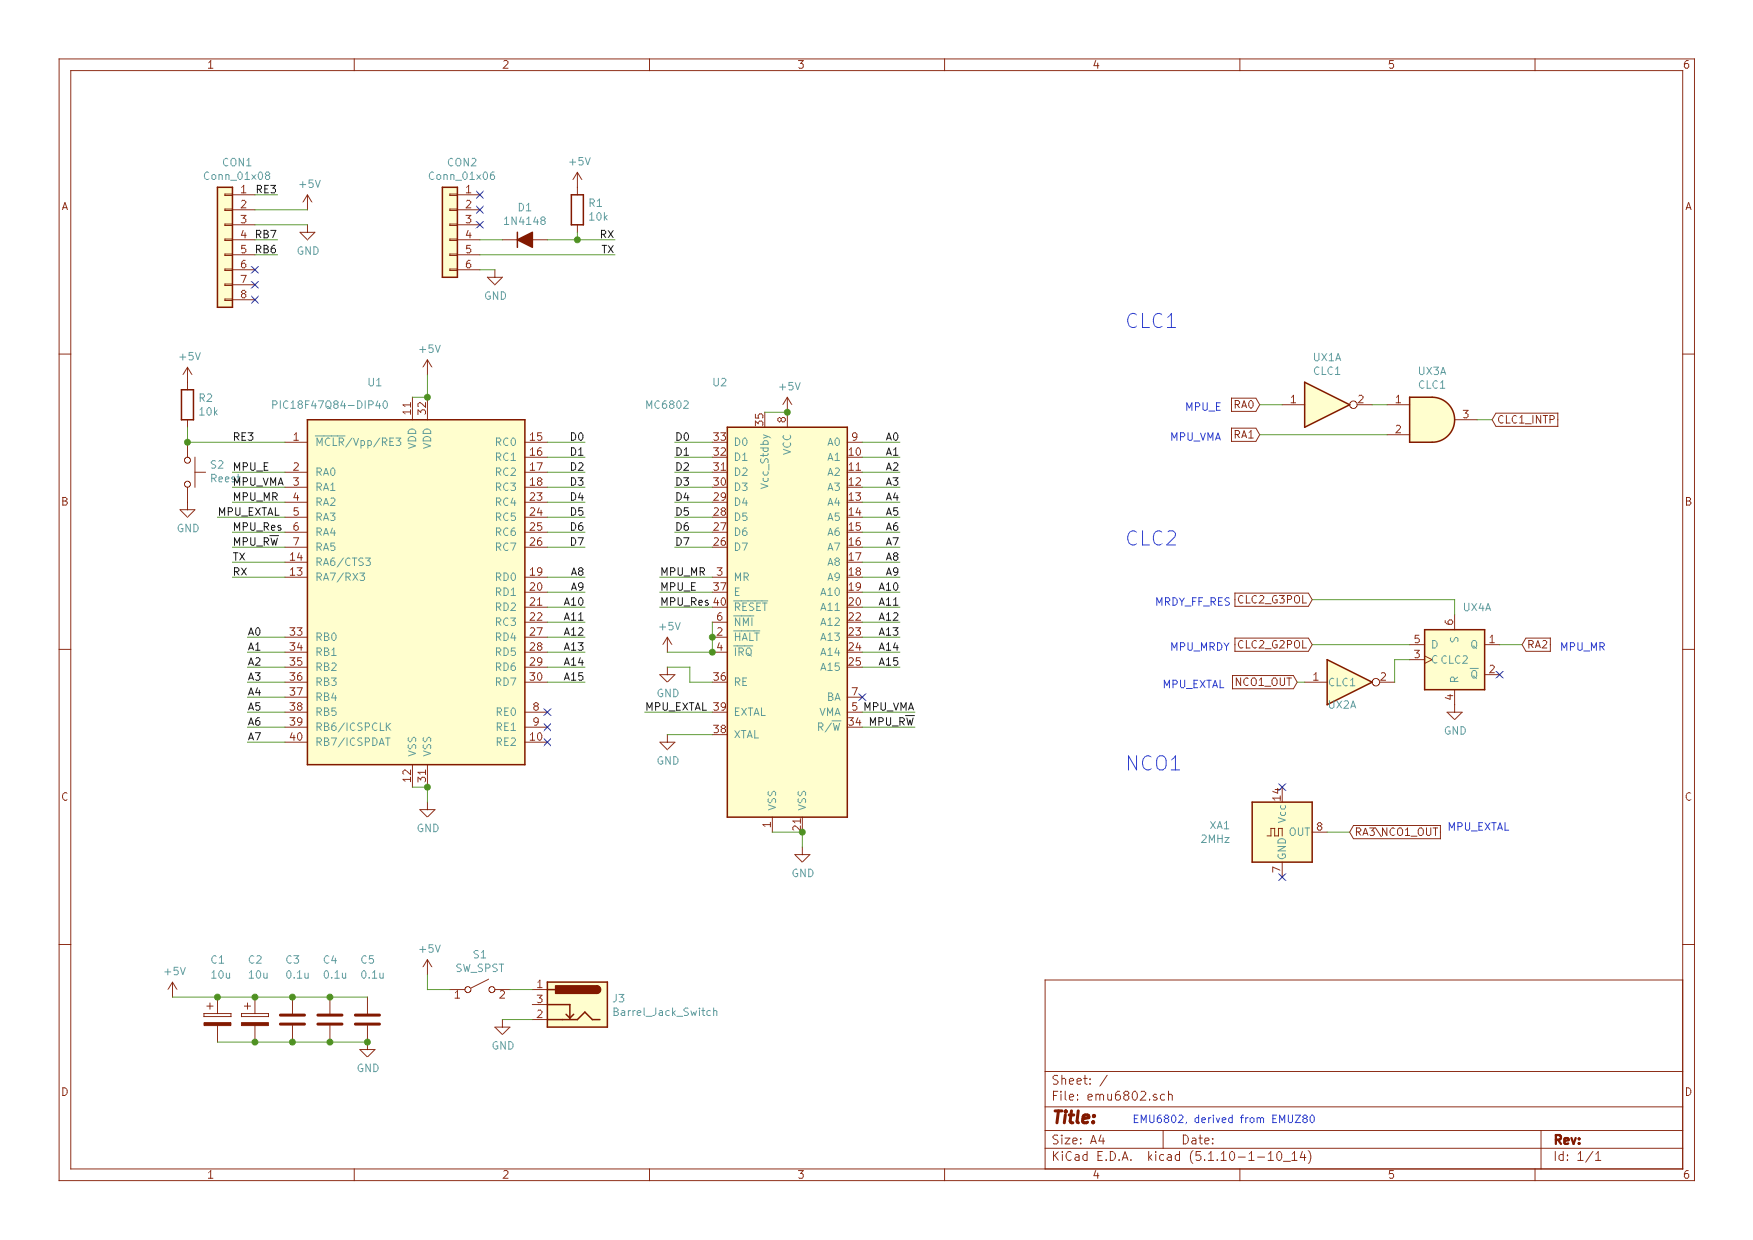 1 2 3 4 5 6
A
B
C
D
CON1
Conn_01x08
1 RE3
2
3
4 RB7
5 RB6
6
7
8
+5V
GND
CON2
Conn_01x06
1
2
3
4
5
6
D1
1N4148
+5V
R1
10k
RX
TX
GND
+5V
R2
10k
S2
Reest
GND
U1
PIC18F47Q84-DIP40
+5V
11 32
VDD VDD
RE3 1 MCLR/Vpp/RE3
MPU_E 2 RA0
MPU_VMA 3 RA1
MPU_MR 4 RA2
MPU_EXTAL 5 RA3
MPU_Res 6 RA4
MPU_RW 7 RA5
TX 14 RA6/CTS3
RX 13 RA7/RX3
A0 33 RB0
A1 34 RB1
A2 35 RB2
A3 36 RB3
A4 37 RB4
A5 38 RB5
A6 39 RB6/ICSPCLK
A7 40 RB7/ICSPDAT
RC0 15 D0
RC1 16 D1
RC2 17 D2
RC3 18 D3
RC4 23 D4
RC5 24 D5
RC6 25 D6
RC7 26 D7
RD0 19 A8
RD1 20 A9
RD2 21 A10
RC3 22 A11
RD4 27 A12
RD5 28 A13
RD6 29 A14
RD7 30 A15
RE0 8
RE1 9
RE2 10
VSS VSS
12 31
GND
U2
MC6802
+5V
35 8
Vcc_Stdby VCC
D0 33 D0
D1 32 D1
D2 31 D2
D3 30 D3
D4 29 D4
D5 28 D5
D6 27 D6
D7 26 D7
MPU_MR 3 MR
MPU_E 37 E
MPU_Res 40 RESET
6 NMI
+5V
2 HALT
4 IRQ
36 RE
GND
MPU_EXTAL 39 EXTAL
38 XTAL
GND
A0 9 A0
A1 10 A1
A2 11 A2
A3 12 A3
A4 13 A4
A5 14 A5
A6 15 A6
A7 16 A7
A8 17 A8
A9 18 A9
A10 19 A10
A11 20 A11
A12 22 A12
A13 23 A13
A14 24 A14
A15 25 A15
BA 7
VMA 5 MPU_VMA
R/W 34 MPU_RW
VSS VSS
1 21
GND
CLC1
UX1A
CLC1
UX3A
CLC1
MPU_E RA0 1 2 1
MPU_VMA RA1 2
3 CLC1_INTP
CLC2
MRDY_FF_RES CLC2_G3POL
UX4A
6
MPU_MRDY CLC2_G2POL 5 D S Q 1 RA2 MPU_MR
3 C CLC2
MPU_EXTAL NCO1_OUT 1 CLC1 2
R Q 2
UX2A
4
GND
NCO1
14
Vcc
XA1
2MHz
OUT 8 RA3\NCO1_OUT MPU_EXTAL
GND
7
+5V
C1
10u
C2
10u
C3
0.1u
C4
0.1u
C5
0.1u
+ +
GND
+5V
S1
SW_SPST
1 2
1
3
2
J3
Barrel_Jack_Switch
GND
Sheet: /
File: emu6802.sch
Title: EMU6802, derived from EMUZ80
Size: A4 Date: Rev:
KiCad E.D.A. kicad (5.1.10-1-10_14) Id: 1/1
A
B
C
D
1 2 3 4 5 6